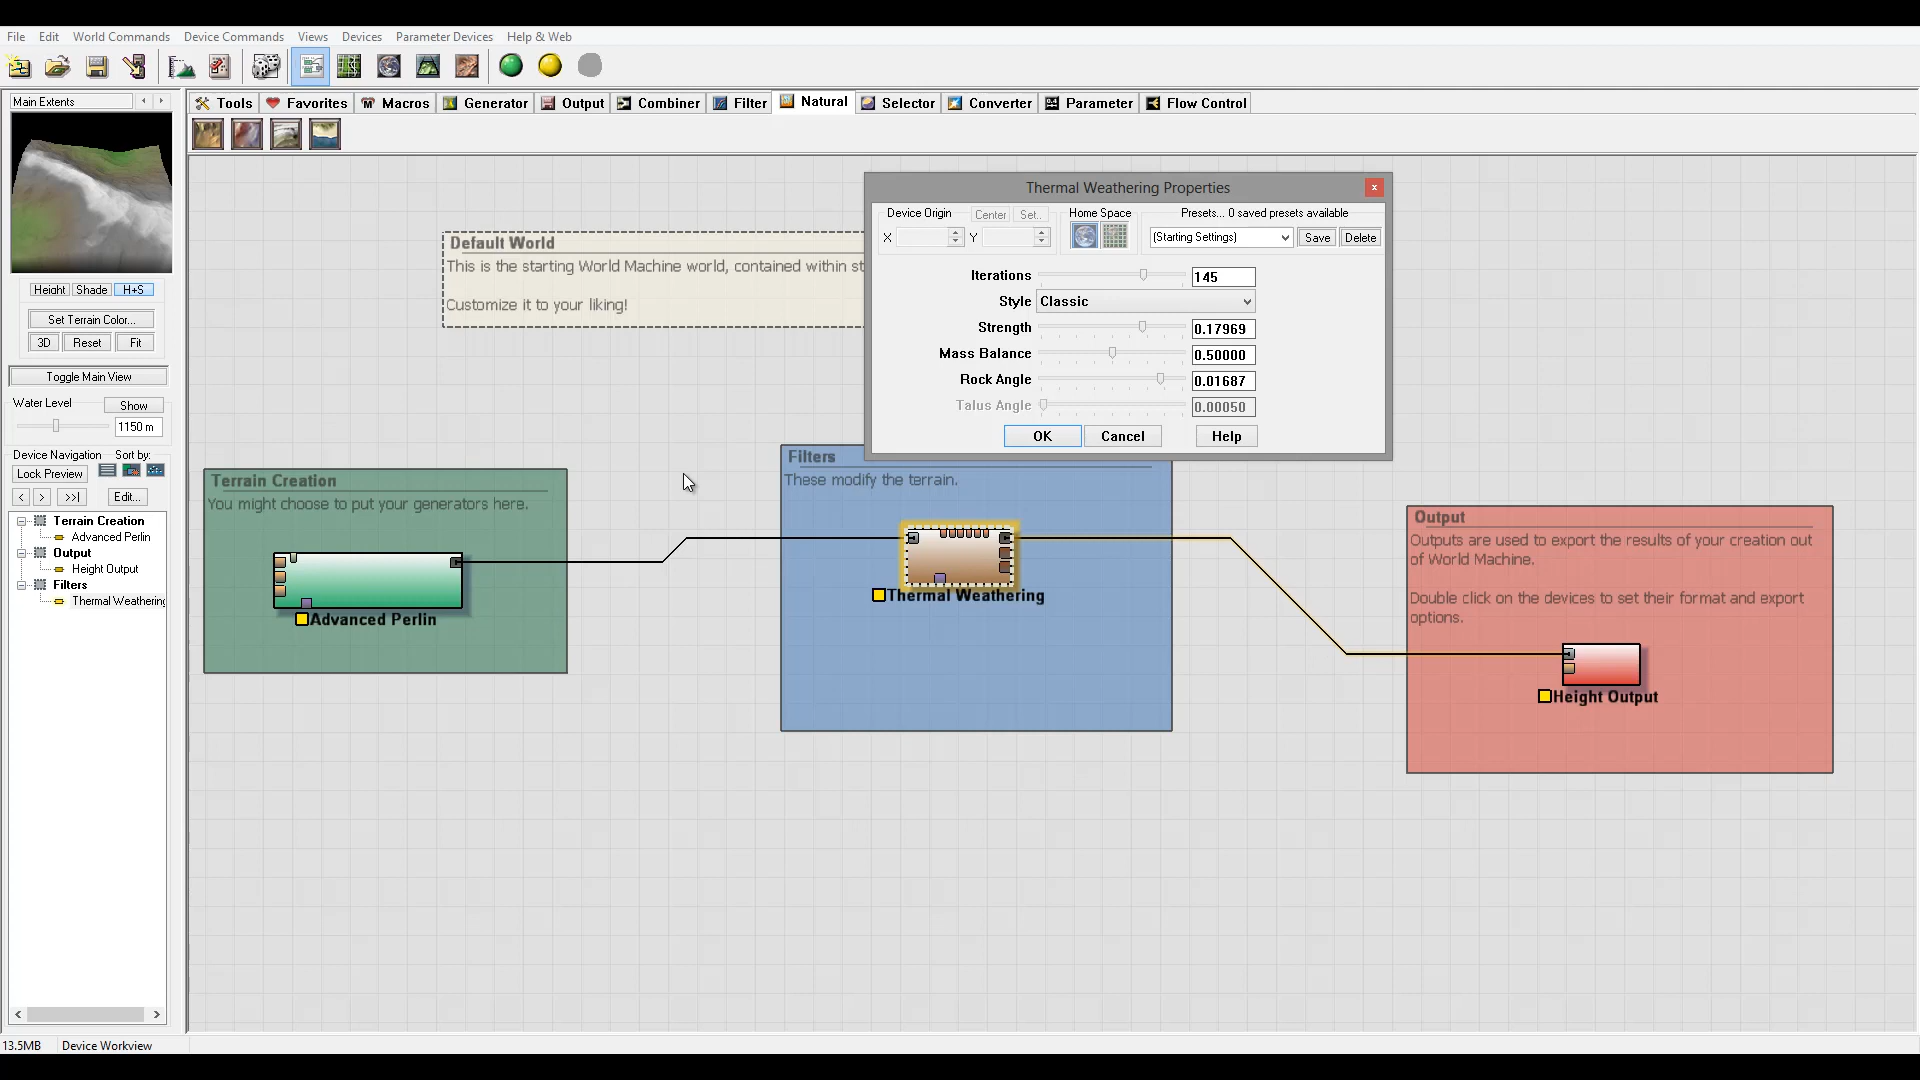 File Edit World Commands Device Commands Views Devices Parameter Devices Help & Web
Main Extents
Tools Favorites Macros Generator Output Combiner Filter Natural Selector Converter Parameter Flow Control
Height Shade H+S
Set Terrain Color...
3D Reset Fit
Toggle Main View
Water Level Show
1150 m
Device Navigation Sort by:
Lock Preview
< > >>| Edit...
Terrain Creation
Advanced Perlin
Output
Height Output
Filters
Thermal Weathering
Default World
This is the starting World Machine world, contained within st
Customize it to your liking!
Thermal Weathering Properties
Device Origin Center Set.. Home Space Presets... 0 saved presets available
X Y (Starting Settings) Save Delete
Iterations 145
Style Classic
Strength 0.17969
Mass Balance 0.50000
Rock Angle 0.01687
Talus Angle 0.00050
OK Cancel Help
Terrain Creation
You might choose to put your generators here.
Advanced Perlin
Filters
These modify the terrain.
Thermal Weathering
Output
Outputs are used to export the results of your creation out
of World Machine.
Double click on the devices to set their format and export
options.
Height Output
13.5MB Device Workview